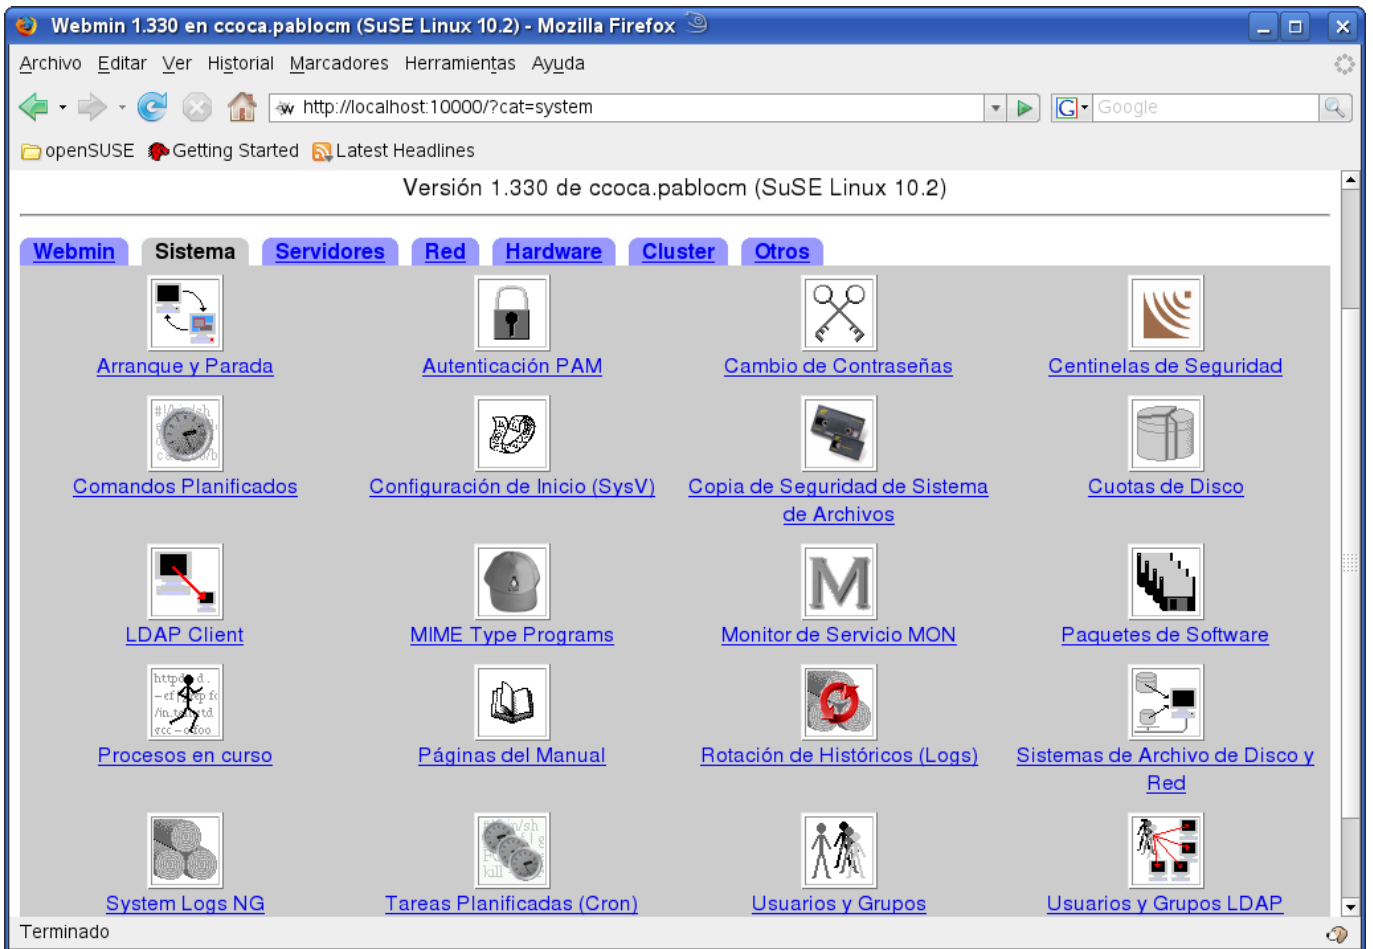 Webmin 1.330 en ccoca.pablocm (SuSE Linux 10.2) - Mozilla Firefox
Archivo Editar Ver Historial Marcadores Herramientas Ayuda
http://localhost:10000/?cat=system
G Google
openSUSE Getting Started Latest Headlines
Versión 1.330 de ccoca.pablocm (SuSE Linux 10.2)
Webmin Sistema Servidores Red Hardware Cluster Otros
Arranque y Parada Autenticación PAM Cambio de Contraseñas Centinelas de Seguridad
Comandos Planificados Configuración de Inicio (SysV) Copia de Seguridad de Sistema Cuotas de Disco
de Archivos
M
LDAP Client MIME Type Programs Monitor de Servicio MON Paquetes de Software
Procesos en curso Páginas del Manual Rotación de Históricos (Logs) Sistemas de Archivo de Disco y
Red
System Logs NG Tareas Planificadas (Cron) Usuarios y Grupos Usuarios y Grupos LDAP
Terminado